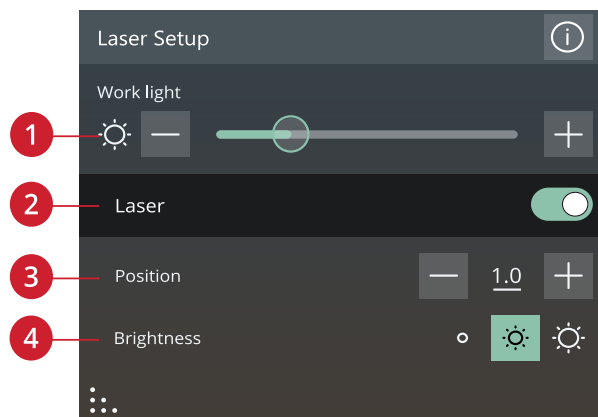 Laser Setup
Work light
1
2 Laser
3 Position 1.0
4 Brightness